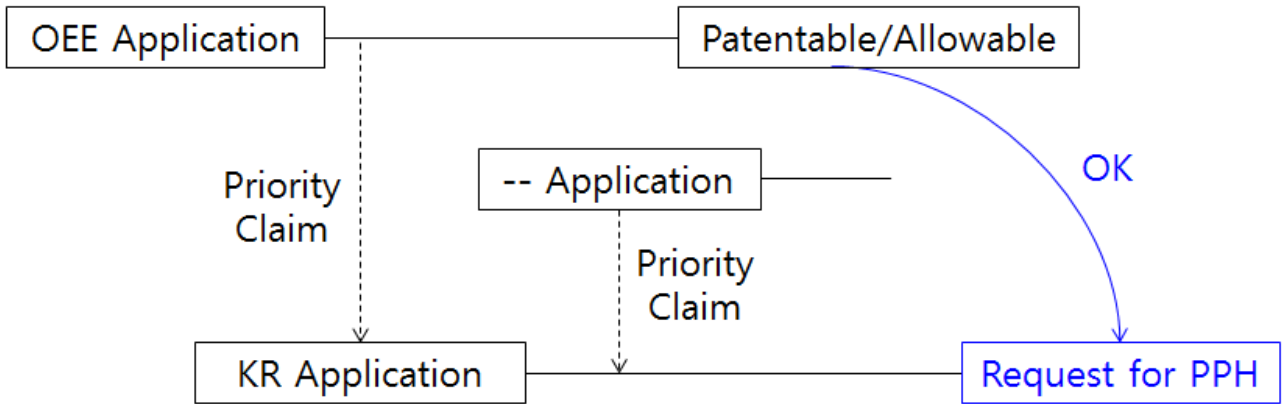 OEE Application
Patentable/Allowable
-- Application
OK
Priority
Claim
Priority
Claim
KR Application
Request for PPH